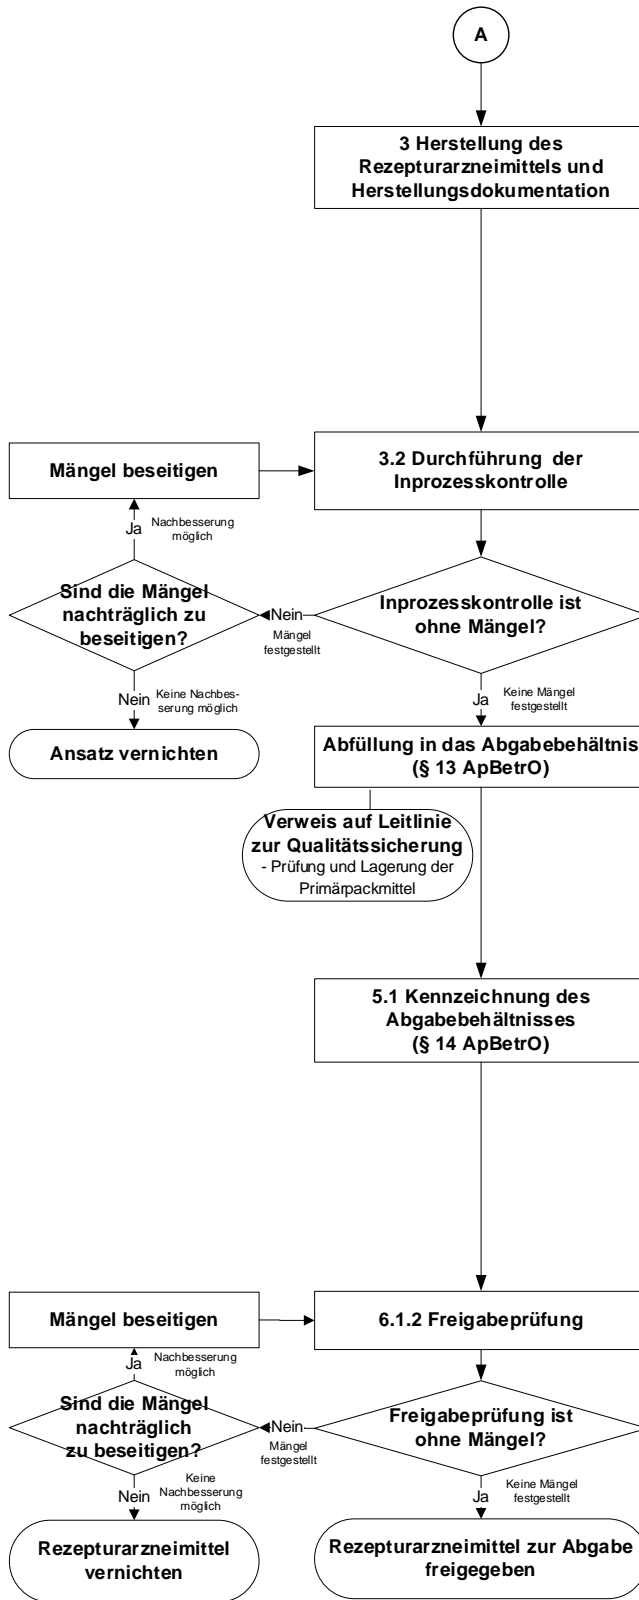 A
3 Herstellung des
Rezepturarzneimittels und
Herstellungsdokumentation
Mängel beseitigen
3.2 Durchführung der
Inprozesskontrolle
Ja
Nachbesserung
möglich
Sind die Mängel
nachträglich zu
beseitigen?
Nein
Mängel
festgestellt
Inprozesskontrolle ist
ohne Mängel?
Nein
Keine Nachbes-
serung möglich
Ja
Keine Mängel
festgestellt
Ansatz vernichten
Abfüllung in das Abgabebehältnis
(§ 13 ApBetrO)
Verweis auf Leitlinie
zur Qualitätssicherung
- Prüfung und Lagerung der
Primärpackmittel
5.1 Kennzeichnung des
Abgabebehältnisses
(§ 14 ApBetrO)
Mängel beseitigen
6.1.2 Freigabeprüfung
Ja
Nachbesserung
möglich
Sind die Mängel
nachträglich
zu beseitigen?
Nein
Mängel
festgestellt
Freigabeprüfung ist
ohne Mängel?
Nein
Keine
Nachbesserung
möglich
Ja
Keine Mängel
festgestellt
Rezepturarzneimittel
vernichten
Rezepturarzneimittel zur Abgabe
freigegeben